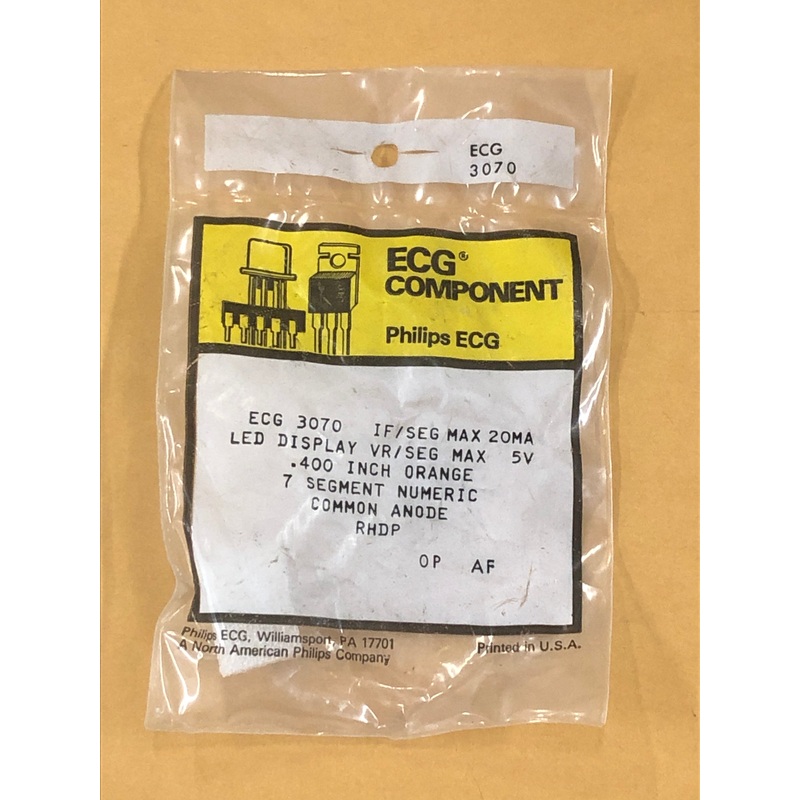 ECG
3070
ECG®
COMPONENT
Philips ECG
ECG 3070 IF/SEG MAX 20MA
LED DISPLAY VR/SEG MAX 5V
.400 INCH ORANGE
7 SEGMENT NUMERIC
COMMON ANODE
RHDP
OP AF
Philips ECG, Williamsport, PA 17701
A North American Philips Company
Printed in U.S.A.